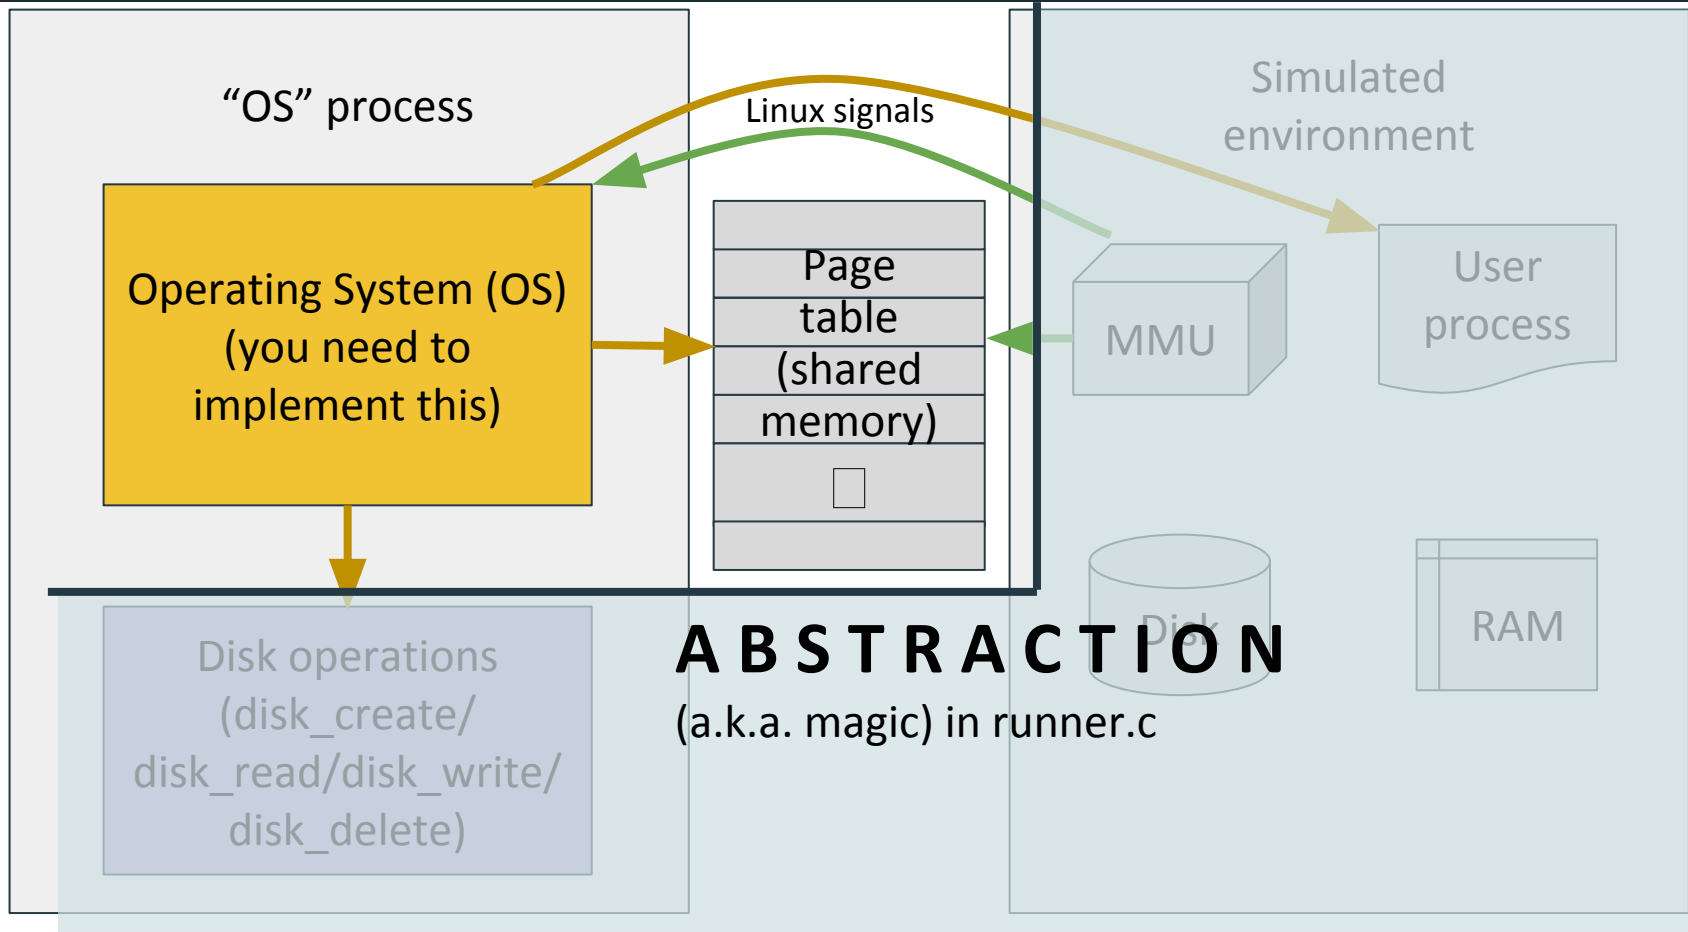 “OS” process
Linux signals
Simulated
environment
Operating System (OS)
(you need to
implement this)
Page
table
(shared
memory)
MMU
User
process
Disk
RAM
ABSTRACTION
(a.k.a. magic) in runner.c
Disk operations
(disk_create/
disk_read/disk_write/
disk_delete)